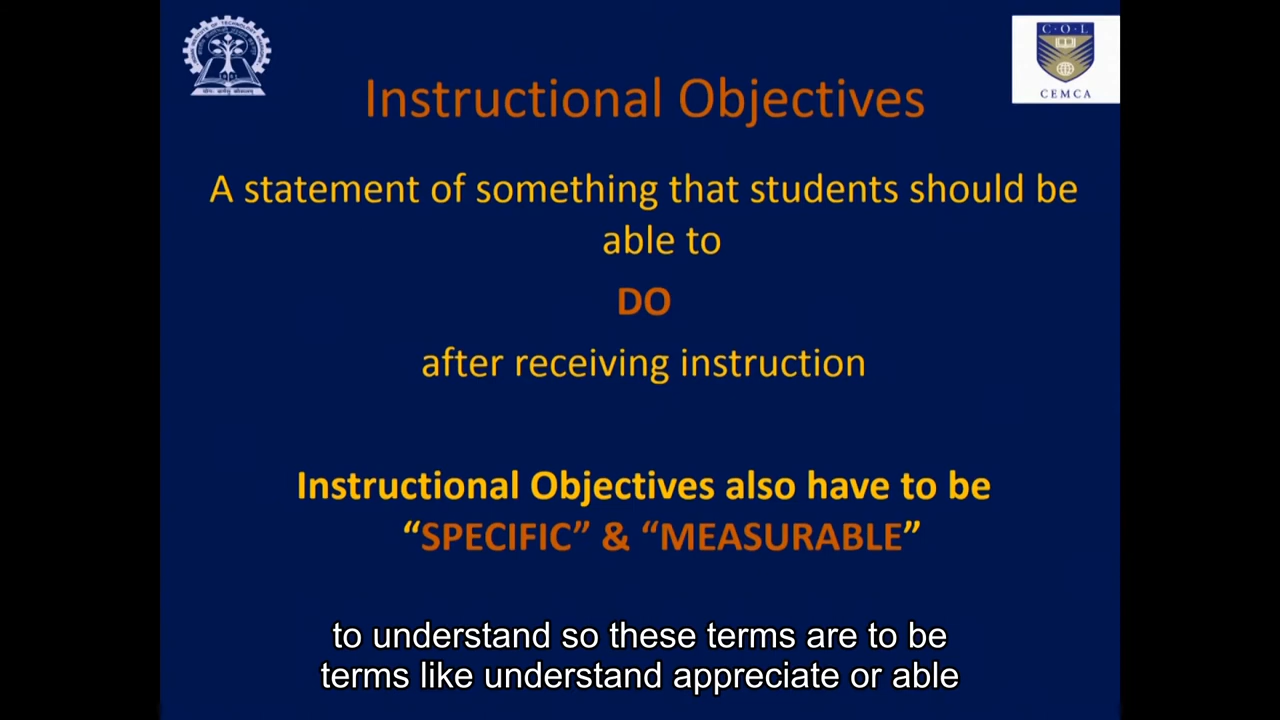 C·O·L
CEMCA
Instructional Objectives
A statement of something that students should be
able to
DO
after receiving instruction
Instructional Objectives also have to be
“SPECIFIC” & “MEASURABLE”
to understand so these terms are to be
terms like understand appreciate or able